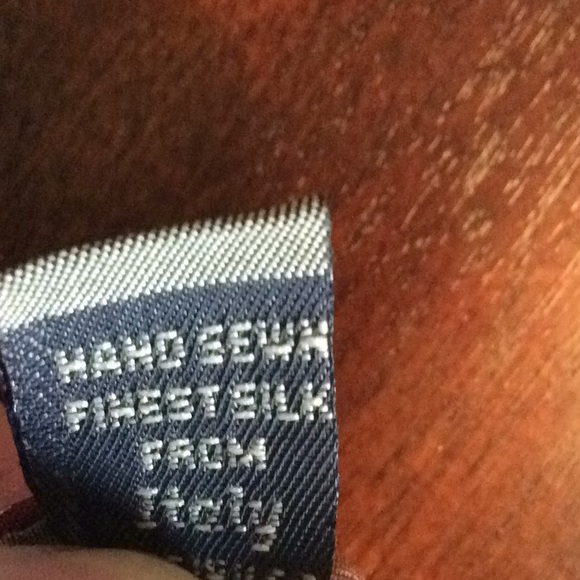 HAND SEWN
FINEST SILK
FROM
Italy